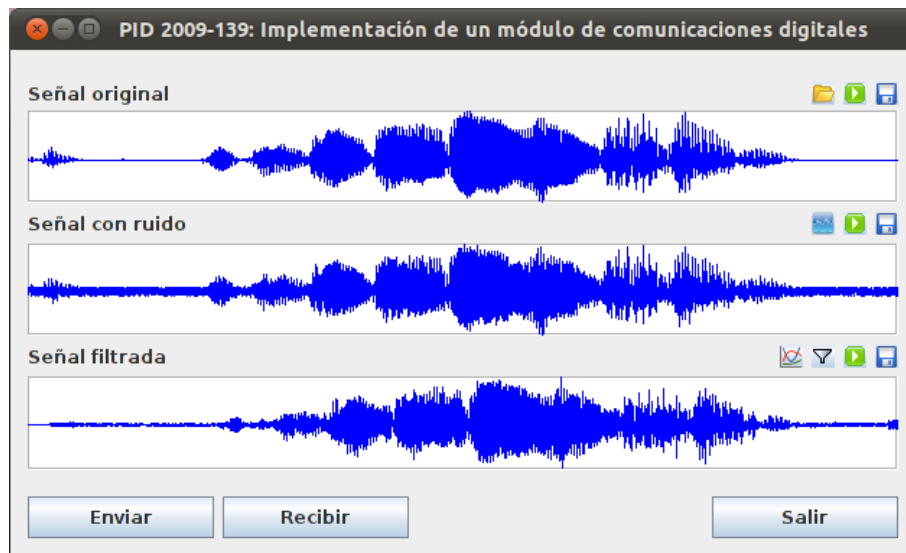 PID 2009-139: Implementación de un módulo de comunicaciones digitales
Señal original
Señal con ruido
Señal filtrada
Enviar Recibir Salir